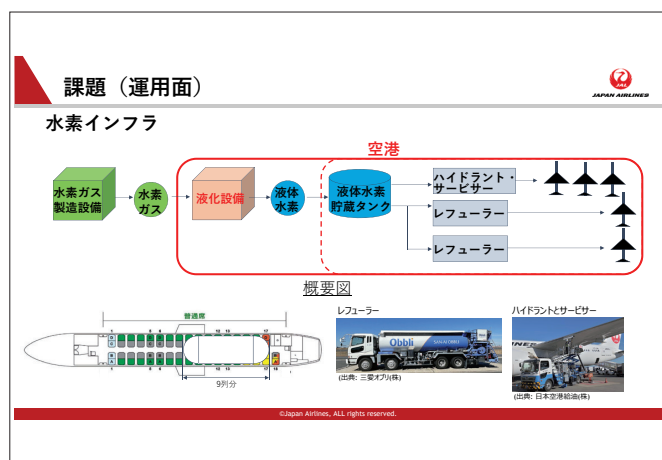 課題（運用面）
JAL
JAPAN AIRLINES
水素インフラ
空港
水素ガス
製造設備
水素
ガス
液化設備
液体
水素
液体水素
貯蔵タンク
ハイドラント・
サービサー
レフューラー
レフューラー
概要図
普通席
9列分
レフューラー
Obbli
SAN-AI OBBLI
(出典: 三愛オブリ(株)
ハイドラントとサービサー
(出典: 日本空港給油(株)
©Japan Airlines, ALL rights reserved.